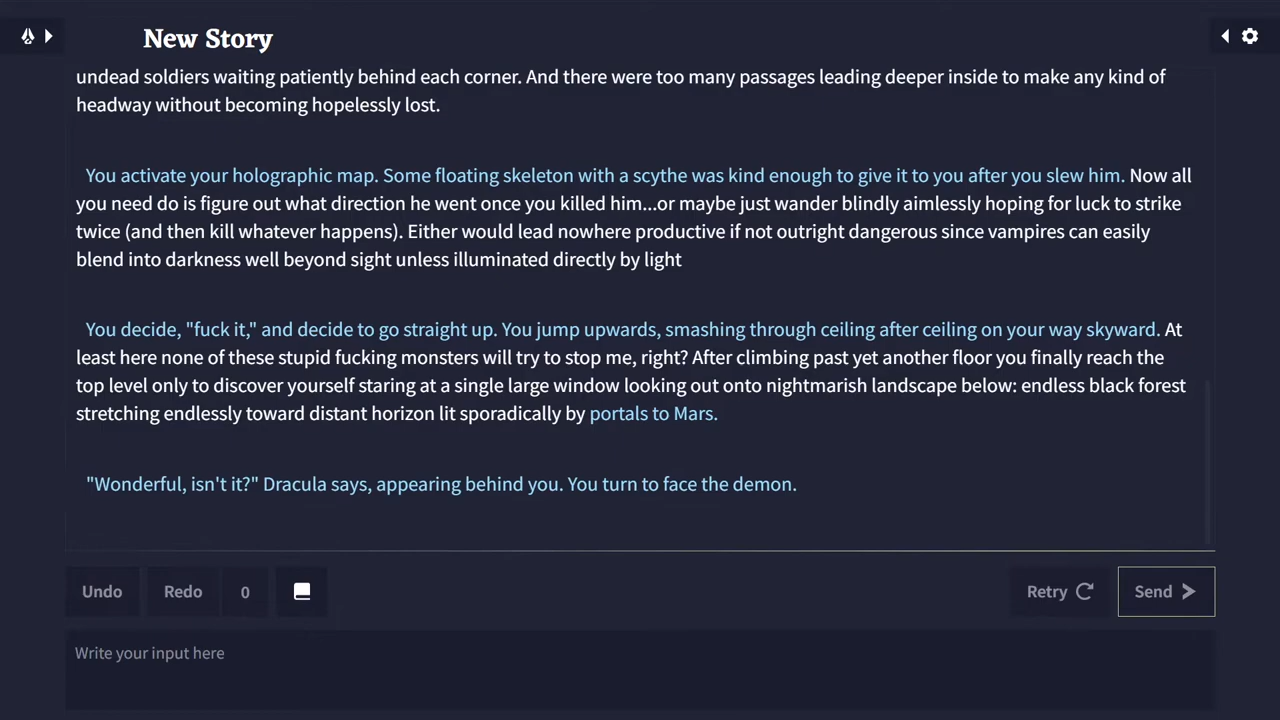 New Story
undead soldiers waiting patiently behind each corner. And there were too many passages leading deeper inside to make any kind of
headway without becoming hopelessly lost.
You activate your holographic map. Some floating skeleton with a scythe was kind enough to give it to you after you slew him. Now all
you need do is figure out what direction he went once you killed him...or maybe just wander blindly aimlessly hoping for luck to strike
twice (and then kill whatever happens). Either would lead nowhere productive if not outright dangerous since vampires can easily
blend into darkness well beyond sight unless illuminated directly by light
You decide, "fuck it," and decide to go straight up. You jump upwards, smashing through ceiling after ceiling on your way skyward. At
least here none of these stupid fucking monsters will try to stop me, right? After climbing past yet another floor you finally reach the
top level only to discover yourself staring at a single large window looking out onto nightmarish landscape below: endless black forest
stretching endlessly toward distant horizon lit sporadically by portals to Mars.
"Wonderful, isn't it?" Dracula says, appearing behind you. You turn to face the demon.
Undo Redo 0 Retry Send
Write your input here